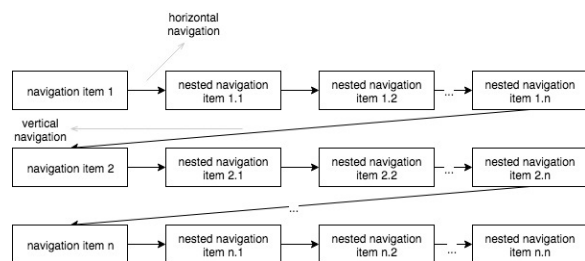 horizontal
navigation
navigation item 1
nested navigation
item 1.1
nested navigation
item 1.2
...
nested navigation
item 1.n
vertical
navigation
navigation item 2
nested navigation
item 2.1
nested navigation
item 2.2
...
nested navigation
item 2.n
...
navigation item n
nested navigation
item n.1
nested navigation
item n.2
...
nested navigation
item n.n